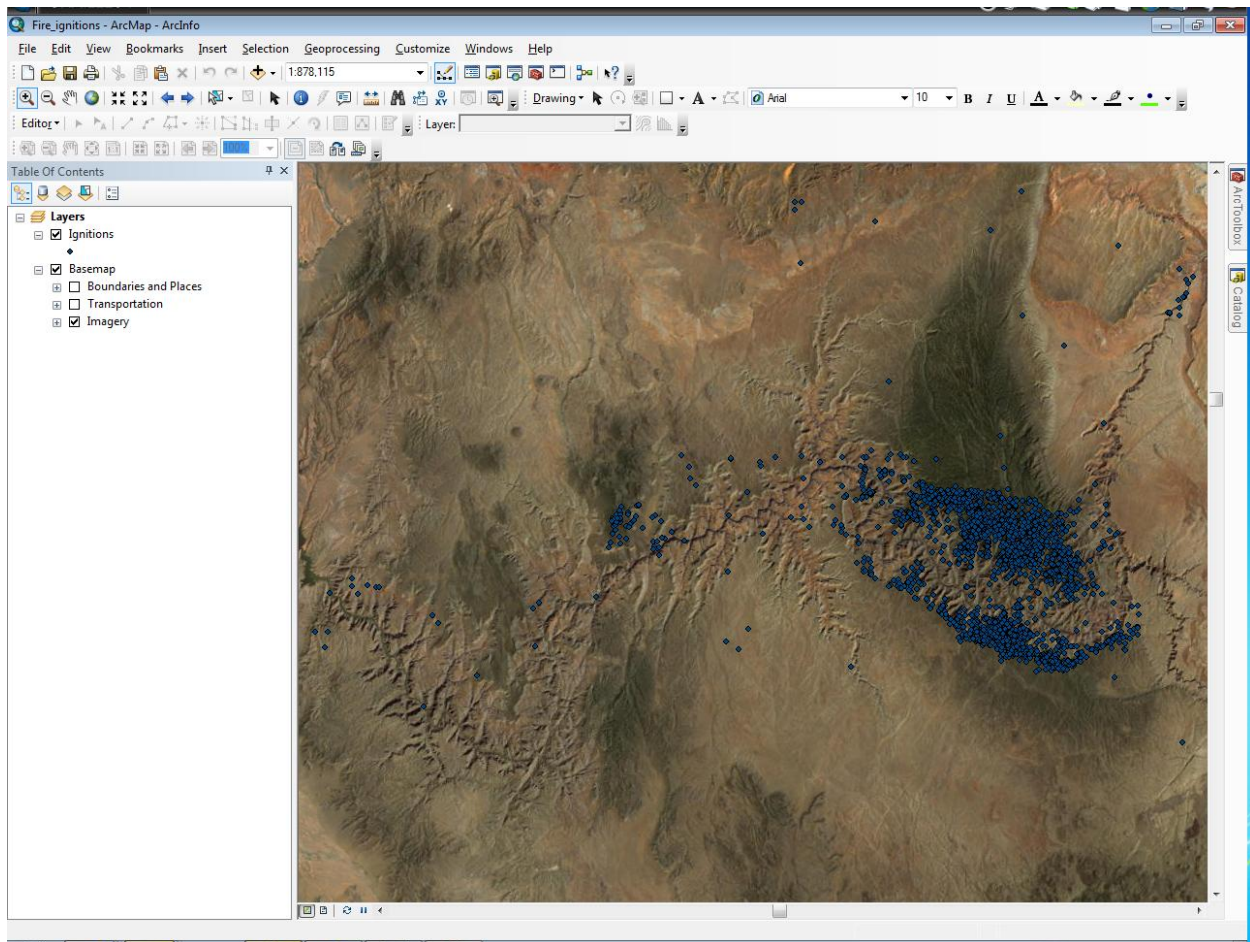 Fire_ignitions - ArcMap - ArcInfo
File Edit View Bookmarks Insert Selection Geoprocessing Customize Windows Help
1:878,115
Drawing Arial 10 B I U A
Editor Layer:
100%
Table Of Contents
Layers
Ignitions
Basemap
Boundaries and Places
Transportation
Imagery
ArcToolbox
Catalog